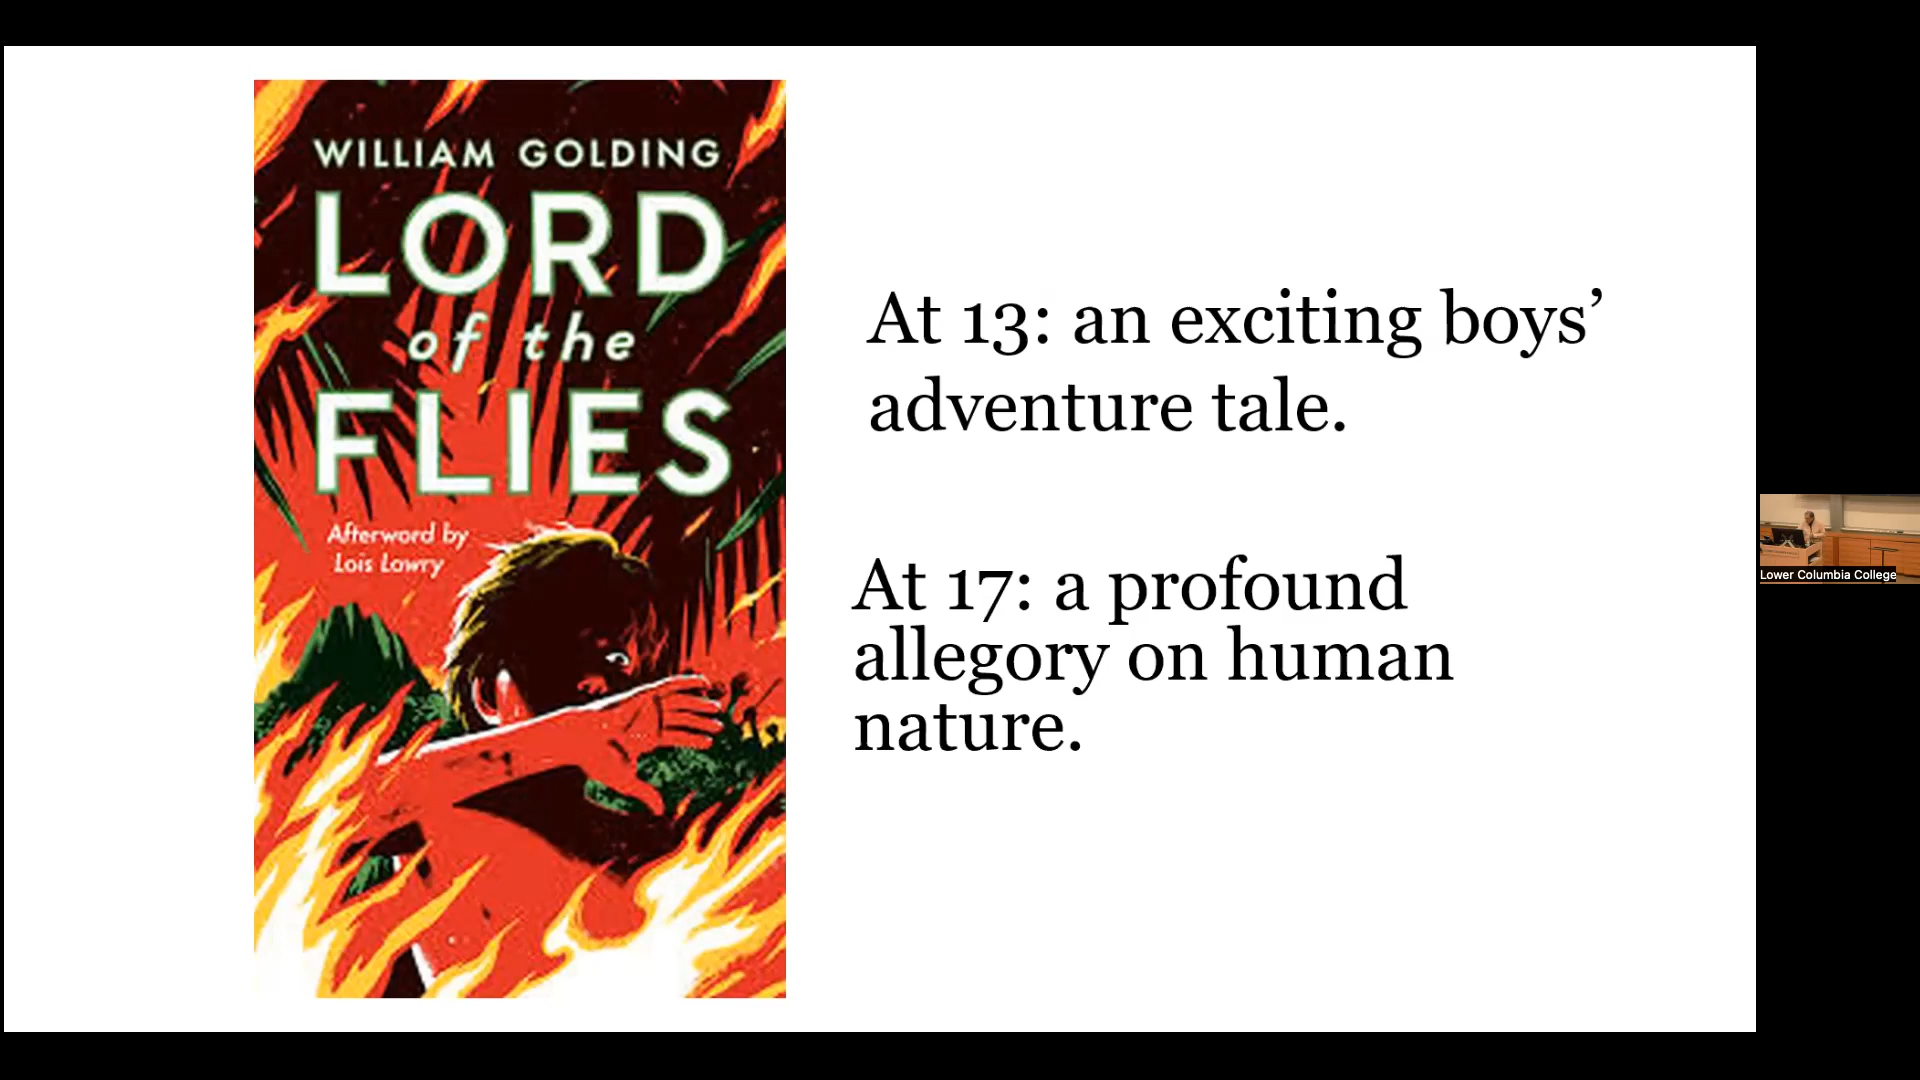 WILLIAM GOLDING
LORD
of the
FLIES
Afterword by
Lois Lowry
At 13: an exciting boys’
adventure tale.
At 17: a profound
allegory on human
nature.
Lower Columbia College